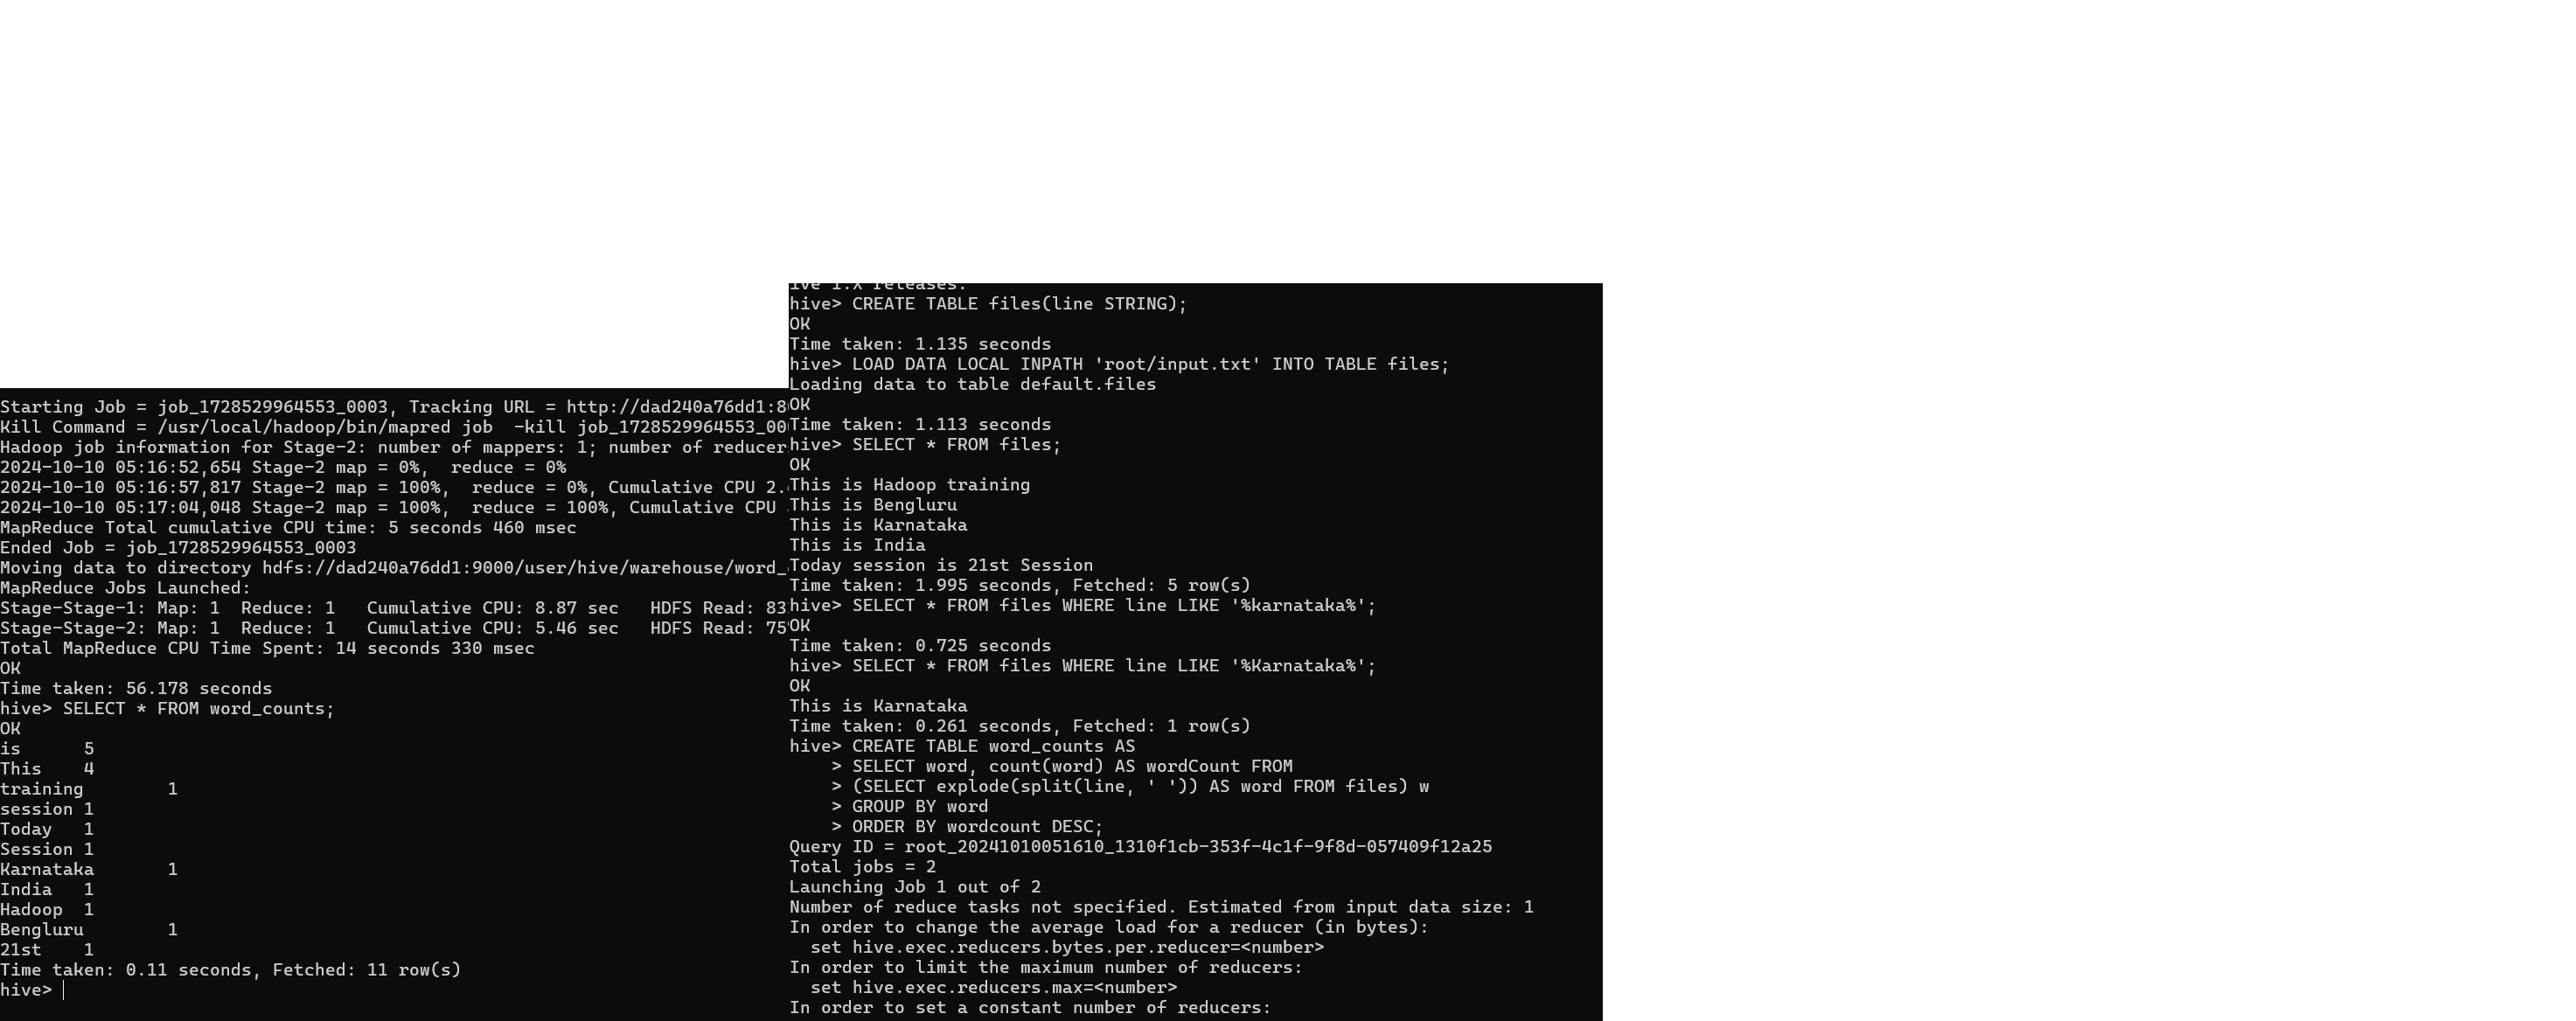 ive 1.X releases.
hive> CREATE TABLE files(line STRING);
OK
Time taken: 1.135 seconds
hive> LOAD DATA LOCAL INPATH 'root/input.txt' INTO TABLE files;
Loading data to table default.files
OK
Time taken: 1.113 seconds
hive> SELECT * FROM files;
OK
This is Hadoop training
This is Bengluru
This is Karnataka
This is India
Today session is 21st Session
Time taken: 1.995 seconds, Fetched: 5 row(s)
hive> SELECT * FROM files WHERE line LIKE '%karnataka%';
OK
Time taken: 0.725 seconds
hive> SELECT * FROM files WHERE line LIKE '%Karnataka%';
OK
This is Karnataka
Time taken: 0.261 seconds, Fetched: 1 row(s)
hive> CREATE TABLE word_counts AS
    > SELECT word, count(word) AS wordCount FROM
    > (SELECT explode(split(line, ' ')) AS word FROM files) w
    > GROUP BY word
    > ORDER BY wordcount DESC;
Query ID = root_20241010051610_1310f1cb-353f-4c1f-9f8d-057409f12a25
Total jobs = 2
Launching Job 1 out of 2
Number of reduce tasks not specified. Estimated from input data size: 1
In order to change the average load for a reducer (in bytes):
  set hive.exec.reducers.bytes.per.reducer=<number>
In order to limit the maximum number of reducers:
  set hive.exec.reducers.max=<number>
In order to set a constant number of reducers:
Starting Job = job_1728529964553_0003, Tracking URL = http://dad240a76dd1:8
Kill Command = /usr/local/hadoop/bin/mapred job  -kill job_1728529964553_00
Hadoop job information for Stage-2: number of mappers: 1; number of reducer
2024-10-10 05:16:52,654 Stage-2 map = 0%,  reduce = 0%
2024-10-10 05:16:57,817 Stage-2 map = 100%,  reduce = 0%, Cumulative CPU 2.
2024-10-10 05:17:04,048 Stage-2 map = 100%,  reduce = 100%, Cumulative CPU
MapReduce Total cumulative CPU time: 5 seconds 460 msec
Ended Job = job_1728529964553_0003
Moving data to directory hdfs://dad240a76dd1:9000/user/hive/warehouse/word_
MapReduce Jobs Launched:
Stage-Stage-1: Map: 1  Reduce: 1   Cumulative CPU: 8.87 sec   HDFS Read: 83
Stage-Stage-2: Map: 1  Reduce: 1   Cumulative CPU: 5.46 sec   HDFS Read: 75
Total MapReduce CPU Time Spent: 14 seconds 330 msec
OK
Time taken: 56.178 seconds
hive> SELECT * FROM word_counts;
OK
is      5
This    4
training        1
session 1
Today   1
Session 1
Karnataka       1
India   1
Hadoop  1
Bengluru        1
21st    1
Time taken: 0.11 seconds, Fetched: 11 row(s)
hive>